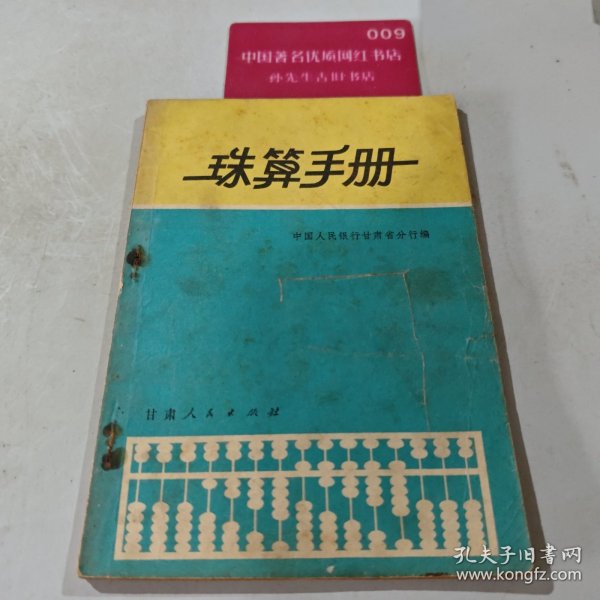 009
中国著名优质网红书店
孙先生古旧书店
珠算手册
中国人民银行甘肃省分行编
甘肃人民出版社
孔夫子旧书网
www.kongfz.com